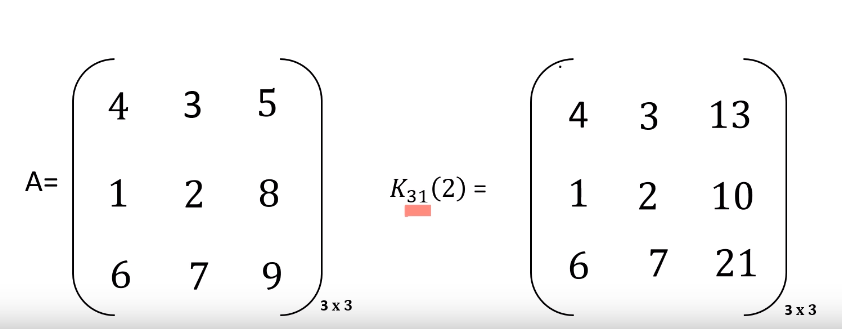 A= 4 3 5
1 2 8
6 7 9
3 x 3
K₃₁(2) = 4 3 13
1 2 10
6 7 21
3 x 3